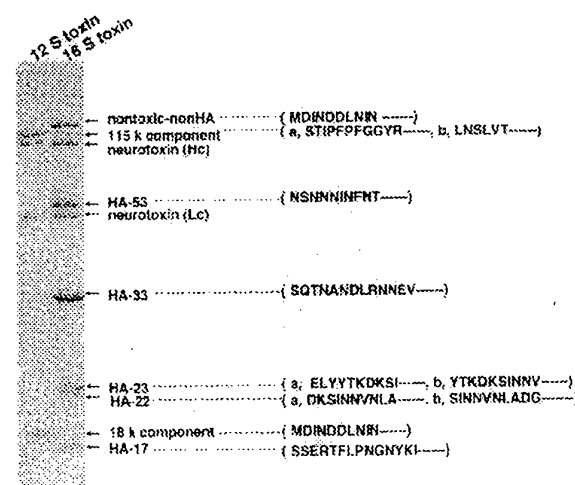 12 S toxin
16 S toxin
nontoxic-nonHA ( MDINDDLNIN ------)
115 k component ( a, STIPFPFGGYR------, b, LNSLVT------)
neurotoxin (Hc)
HA-53 ( NSNNNINFNT------)
neurotoxin (Lc)
HA-33 ( SQTNANDLRNNEV------)
HA-23 ( a, ELYYTKDKSI------, b, YTKDKSINNV------)
HA-22 ( a, DKSINNVNLA------, b, SINNVNLADG------)
18 k component ( MDINDDLNIN------)
HA-17 ( SSERTFLPNGNYKI------)